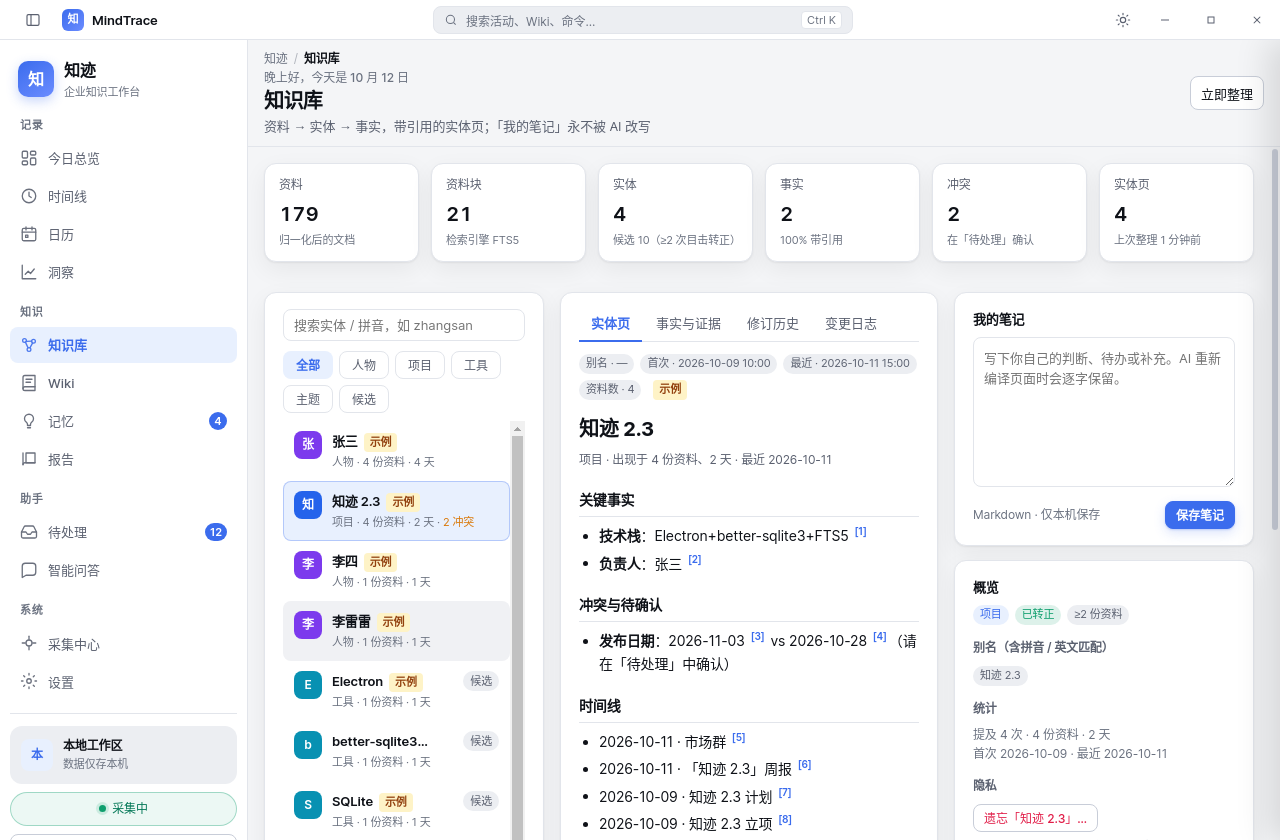 知 MindTrace
搜索活动、Wiki、命令... Ctrl K
知 知迹
企业知识工作台
记录
今日总览
时间线
日历
洞察
知识
知识库
Wiki
记忆 4
报告
助手
待处理 12
智能问答
系统
采集中心
设置
本 本地工作区
数据仅存本机
采集中
知迹 / 知识库
晚上好，今天是 10 月 12 日
知识库
资料 → 实体 → 事实，带引用的实体页；「我的笔记」永不被 AI 改写
立即整理
资料
179
归一化后的文档
资料块
21
检索引擎 FTS5
实体
4
候选 10（≥2 次目击转正）
事实
2
100% 带引用
冲突
2
在「待处理」确认
实体页
4
上次整理 1 分钟前
搜索实体 / 拼音，如 zhangsan
全部 人物 项目 工具
主题 候选
张 张三 示例
人物 · 4 份资料 · 4 天
知 知迹 2.3 示例
项目 · 4 份资料 · 2 天 · 2 冲突
李 李四 示例
人物 · 1 份资料 · 1 天
李 李雷雷 示例
人物 · 1 份资料 · 1 天
E Electron 示例 候选
工具 · 1 份资料 · 1 天
b better-sqlite3... 候选
工具 · 1 份资料 · 1 天
S SQLite 示例 候选
工具 · 1 份资料 · 1 天
实体页 事实与证据 修订历史 变更日志
别名 · — 首次 · 2026-10-09 10:00 最近 · 2026-10-11 15:00
资料数 · 4 示例
知迹 2.3
项目 · 出现于 4 份资料、2 天 · 最近 2026-10-11
关键事实
• 技术栈：Electron+better-sqlite3+FTS5 [1]
• 负责人：张三 [2]
冲突与待确认
• 发布日期：2026-11-03 [3] vs 2026-10-28 [4]（请
在「待处理」中确认）
时间线
• 2026-10-11 · 市场群 [5]
• 2026-10-11 · 「知迹 2.3」周报 [6]
• 2026-10-09 · 知迹 2.3 计划 [7]
• 2026-10-09 · 知迹 2.3 立项 [8]
我的笔记
写下你自己的判断、待办或补充。AI 重新
编译页面时会逐字保留。
Markdown · 仅本机保存 保存笔记
概览
项目 已转正 ≥2 份资料
别名（含拼音 / 英文匹配）
知迹 2.3
统计
提及 4 次 · 4 份资料 · 2 天
首次 2026-10-09 · 最近 2026-10-11
隐私
遗忘「知迹 2.3」...